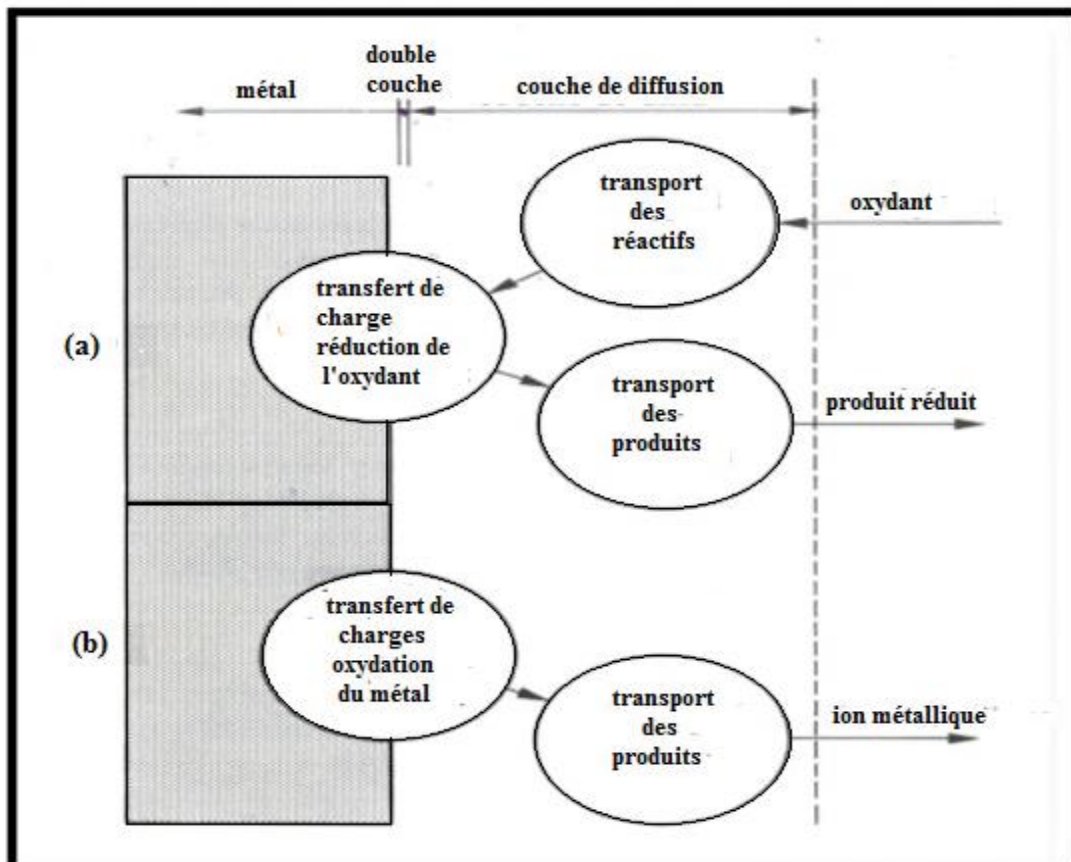 double
couche
métal
couche de diffusion
transport
des
réactifs
oxydant
transfert de
charge
réduction de
l'oxydant
(a)
transport
des
produits
produit réduit
transfert de
charges
oxydation
du métal
(b)
transport
des
produits
ion métallique